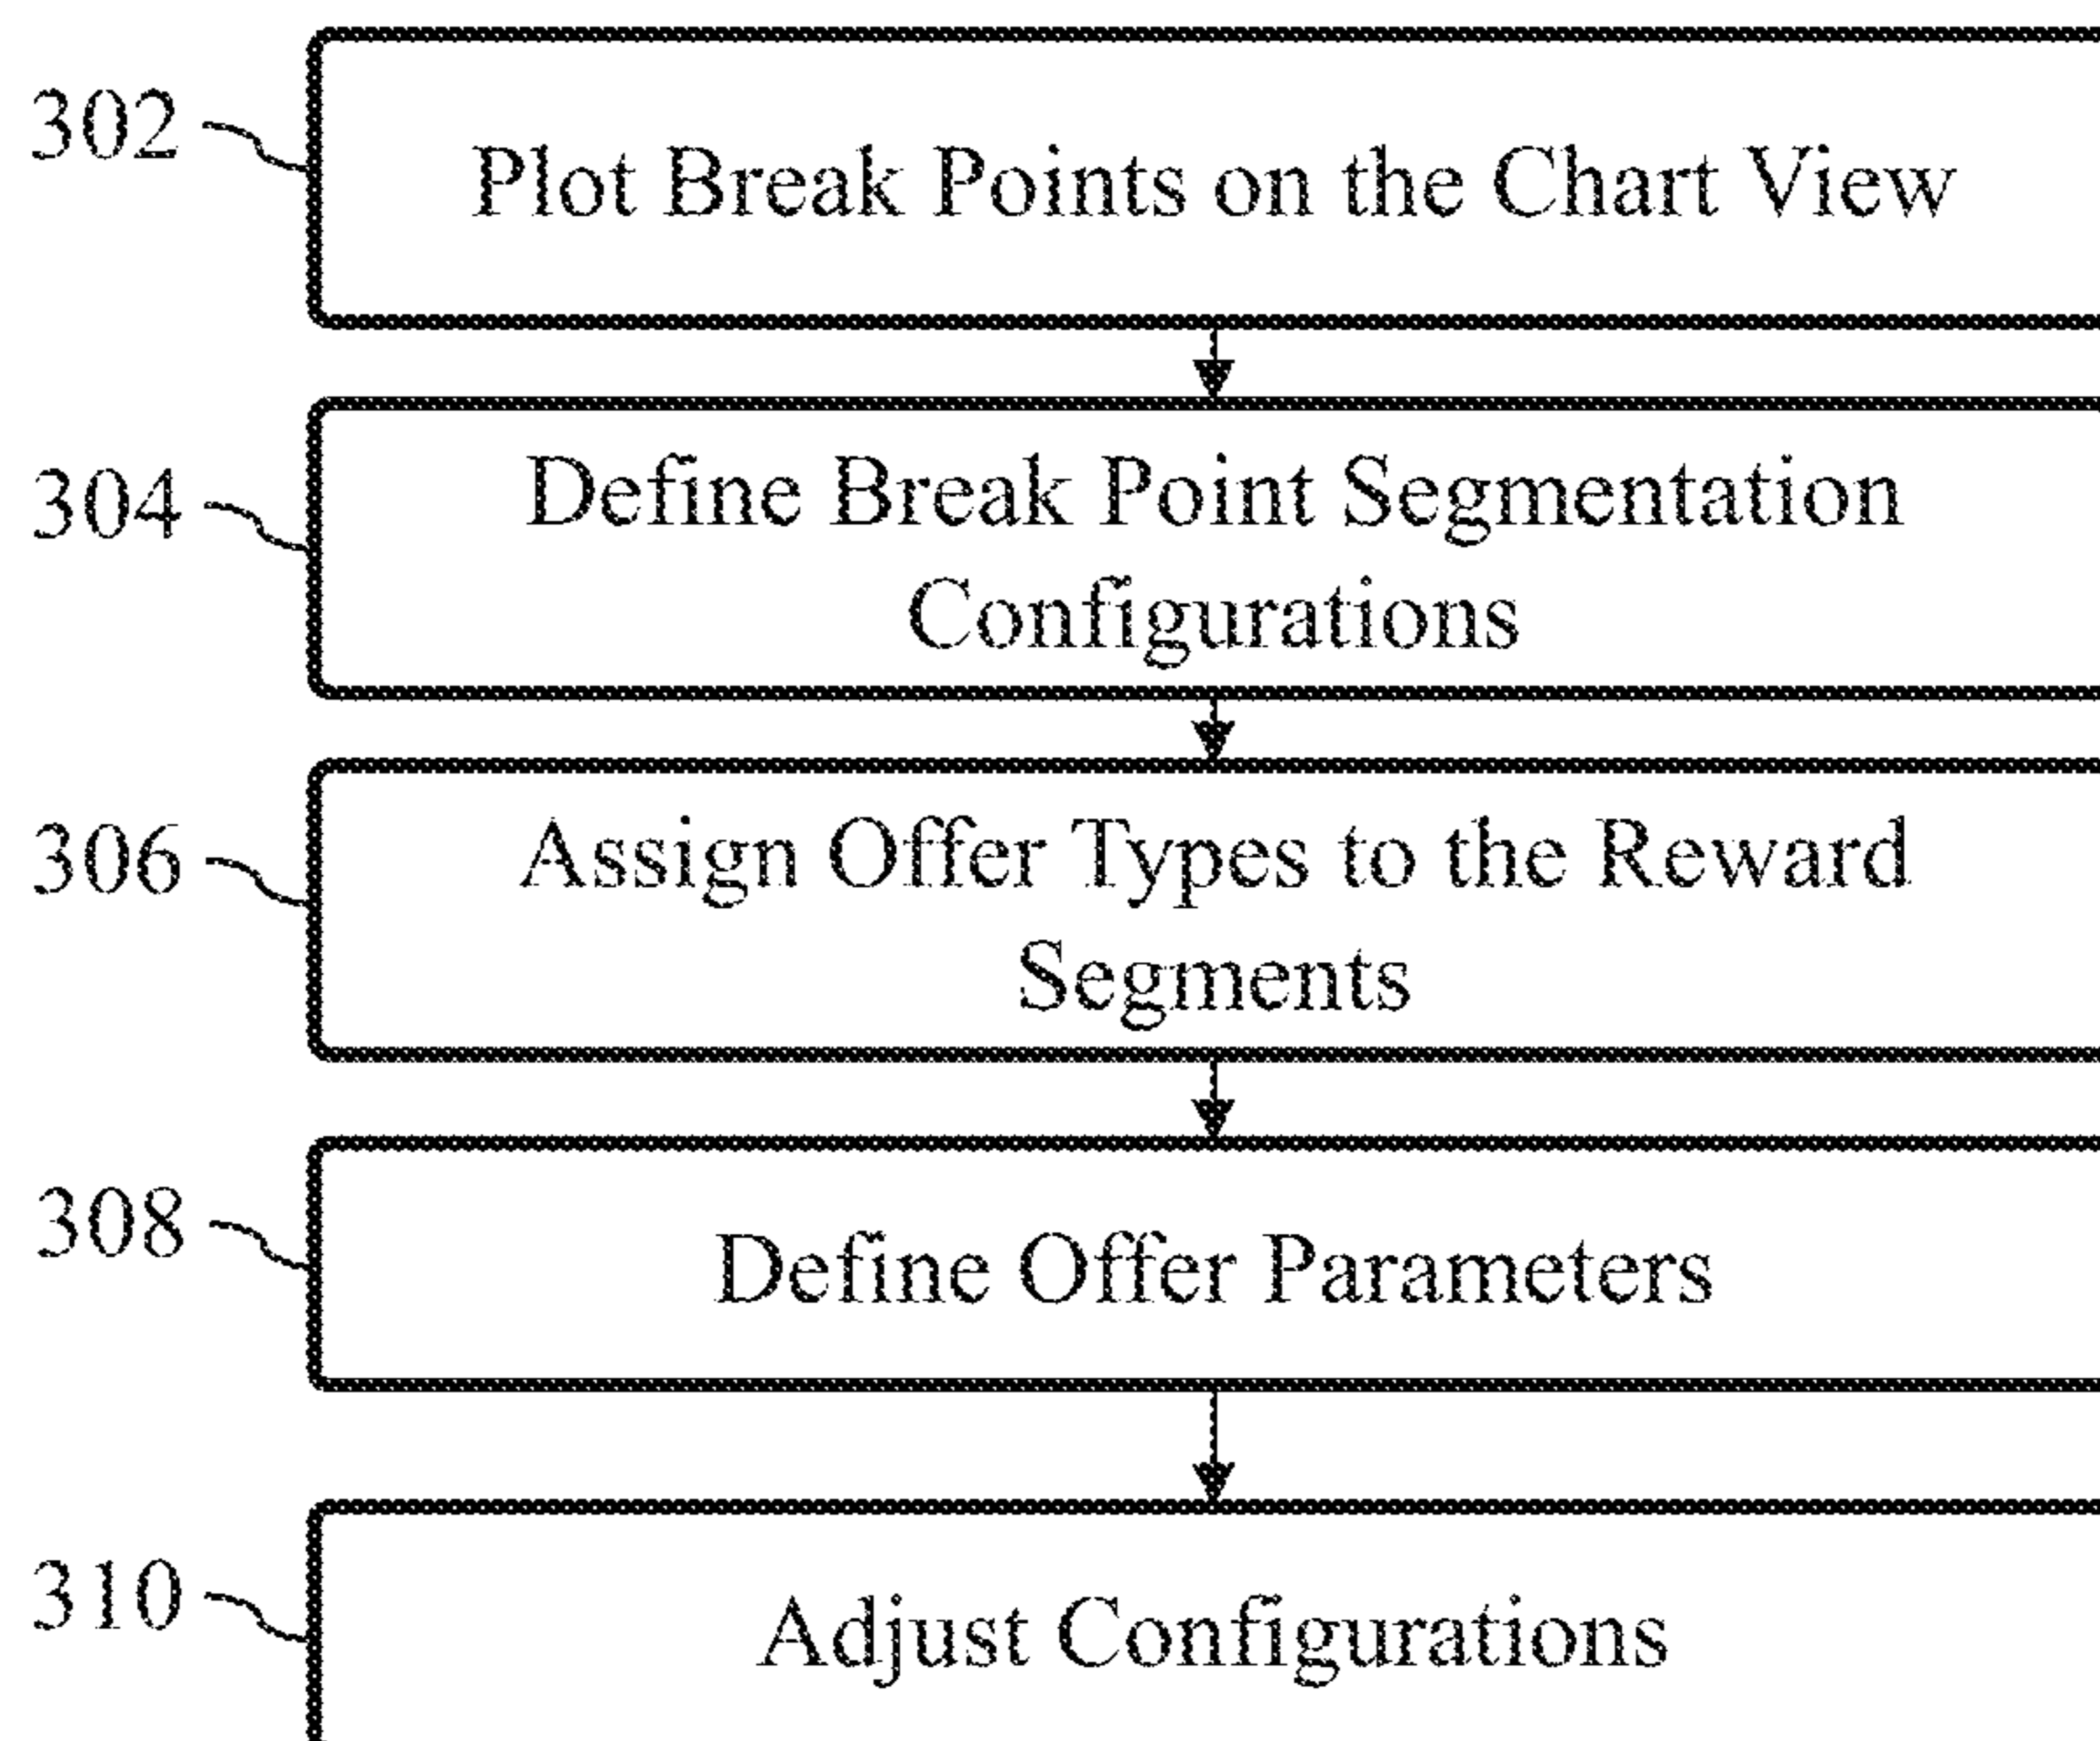 302
Plot Break Points on the Chart View
304
Define Break Point Segmentation
Configurations
306
Assign Offer Types to the Reward
Segments
308
Define Offer Parameters
310
Adjust Configurations